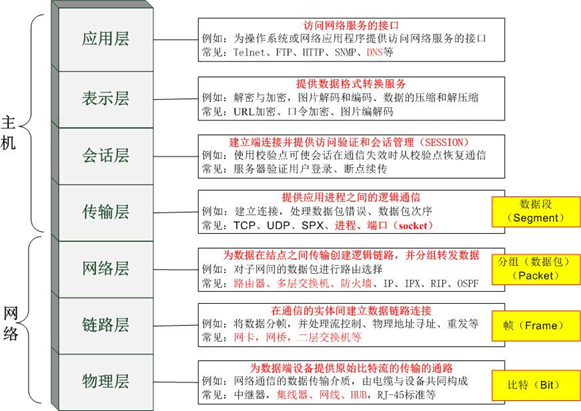 主机
网络
应用层
访问网络服务的接口
例如：为操作系统或网络应用程序提供访问网络服务的接口
常见：Telnet、FTP、HTTP、SNMP、DNS等
表示层
提供数据格式转换服务
例如：解密与加密，图片解码和编码、数据的压缩和解压缩
常见：URL加密、口令加密、图片编解码
会话层
建立端连接并提供访问验证和会话管理（SESSION）
例如：使用校验点可使会话在通信失效时从校验点恢复通信
常见：服务器验证用户登录、断点续传
传输层
提供应用进程之间的逻辑通信
例如：建立连接，处理数据包错误、数据包次序
常见：TCP、UDP、SPX、进程、端口（socket）
数据段
（Segment）
网络层
为数据在结点之间传输创建逻辑链路，并分组转发数据
例如：对子网间的数据包进行路由选择
常见：路由器、多层交换机、防火墙、IP、IPX、RIP、OSPF
分组（数据包）
（Packet）
链路层
在通信的实体间建立数据链路连接
例如：将数据分帧，并处理流控制、物理地址寻址、重发等
常见：网卡，网桥，二层交换机等
帧（Frame）
物理层
为数据端设备提供原始比特流的传输的通路
例如：网络通信的数据传输介质，由电缆与设备共同构成
常见：中继器，集线器、网线、HUB，RJ-45标准等
比特（Bit）